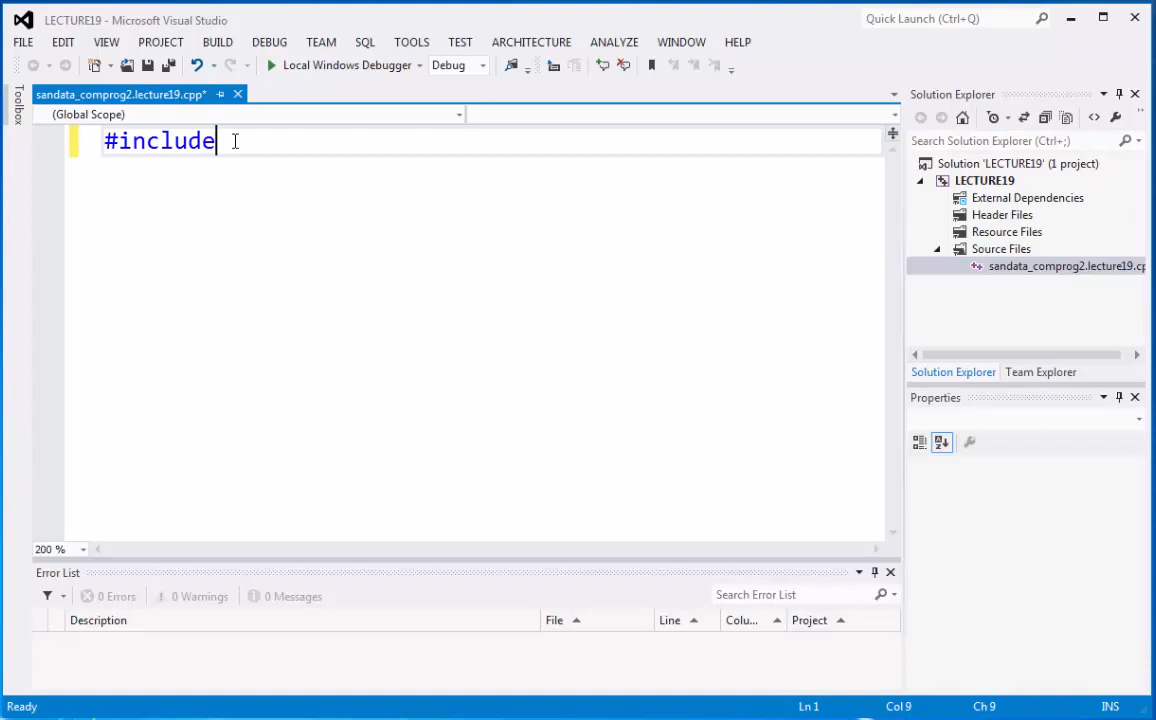 LECTURE19 - Microsoft Visual Studio
Quick Launch (Ctrl+Q)
FILE EDIT VIEW PROJECT BUILD DEBUG TEAM SQL TOOLS TEST ARCHITECTURE ANALYZE WINDOW HELP
Local Windows Debugger Debug
Toolbox
sandata_comprog2.lecture19.cpp*
(Global Scope)
#include
200 %
Solution Explorer
Search Solution Explorer (Ctrl+;)
Solution 'LECTURE19' (1 project)
LECTURE19
External Dependencies
Header Files
Resource Files
Source Files
sandata_comprog2.lecture19.cp
Solution Explorer Team Explorer
Properties
Error List
0 Errors 0 Warnings 0 Messages
Search Error List
Description File Line Colu... Project
Ready Ln 1 Col 9 Ch 9 INS